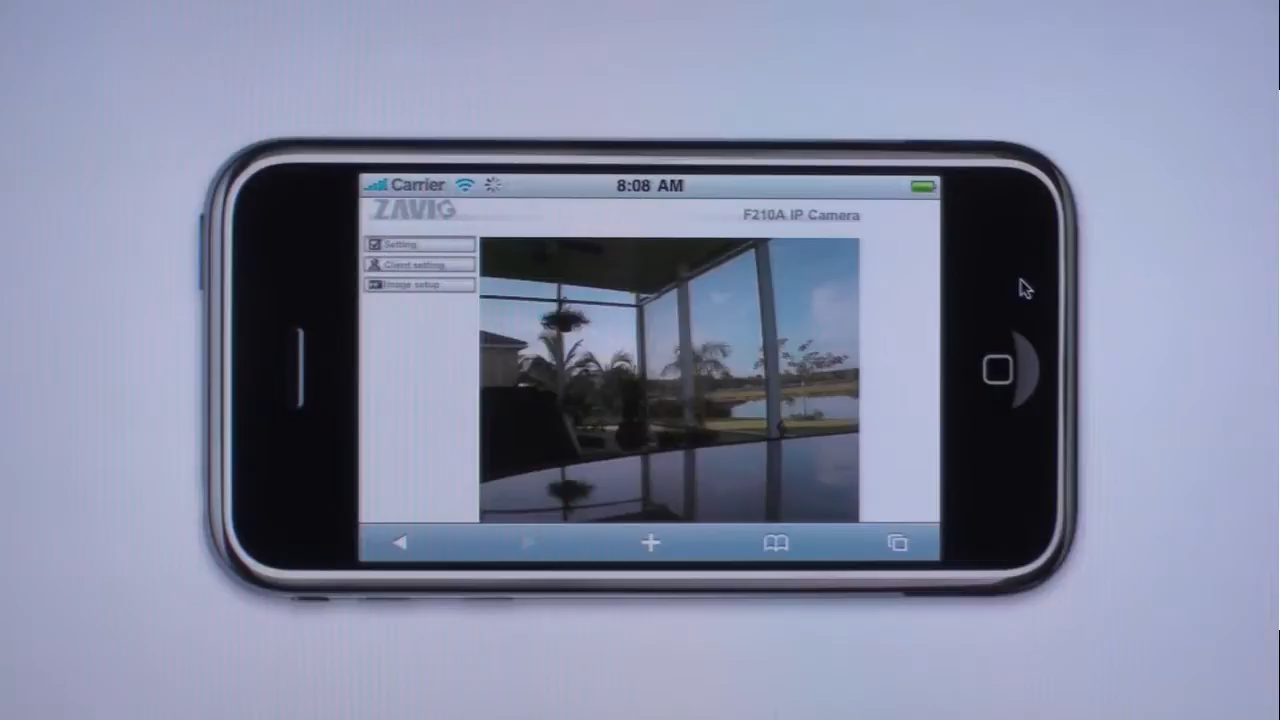 Carrier 8:08 AM
ZAVIO
F210A IP Camera
Setting
Client setting
Image setup